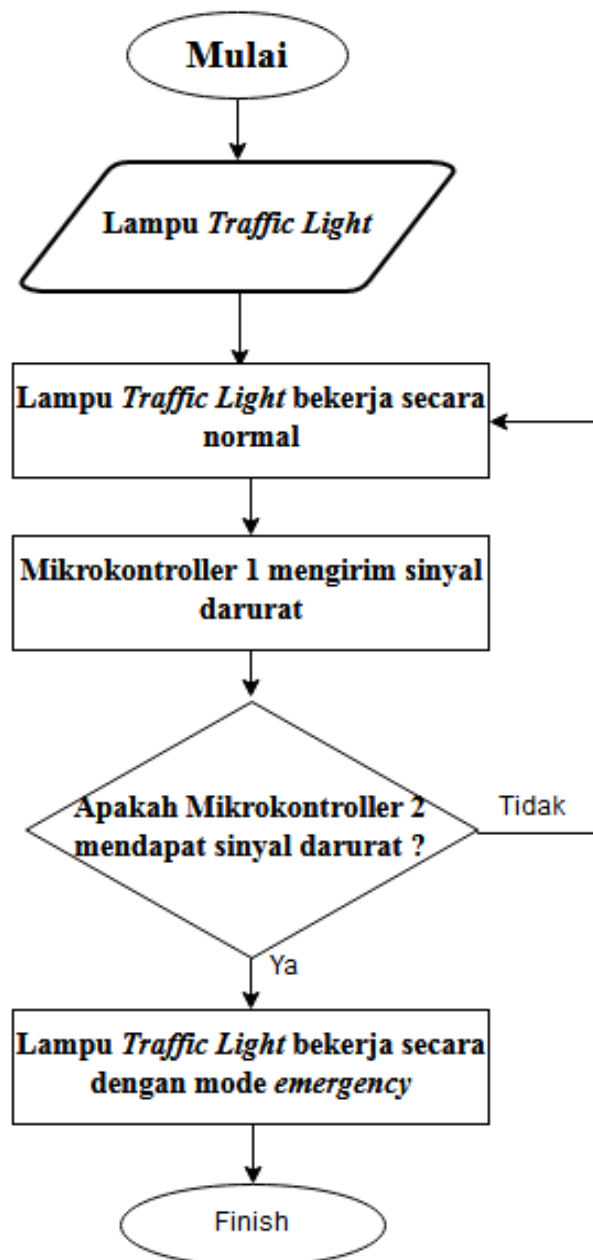 Mulai
Lampu Traffic Light
Lampu Traffic Light bekerja secara
normal
Mikrokontroller 1 mengirim sinyal
darurat
Apakah Mikrokontroller 2
mendapat sinyal darurat ?
Tidak
Ya
Lampu Traffic Light bekerja secara
dengan mode emergency
Finish